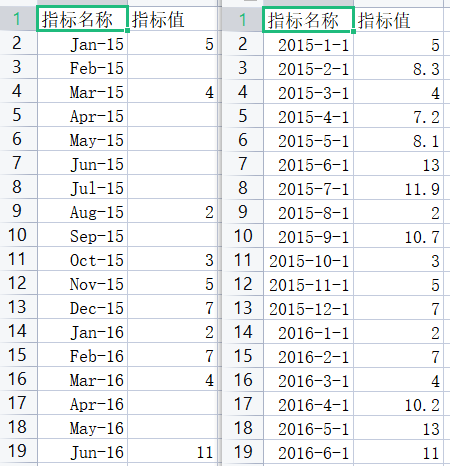 1 指标名称 指标值 1 指标名称 指标值
2 Jan-15 5 2 2015-1-1 5
3 Feb-15 3 2015-2-1 8.3
4 Mar-15 4 4 2015-3-1 4
5 Apr-15 5 2015-4-1 7.2
6 May-15 6 2015-5-1 8.1
7 Jun-15 7 2015-6-1 13
8 Jul-15 8 2015-7-1 11.9
9 Aug-15 2 9 2015-8-1 2
10 Sep-15 10 2015-9-1 10.7
11 Oct-15 3 11 2015-10-1 3
12 Nov-15 5 12 2015-11-1 5
13 Dec-15 7 13 2015-12-1 7
14 Jan-16 2 14 2016-1-1 2
15 Feb-16 7 15 2016-2-1 7
16 Mar-16 4 16 2016-3-1 4
17 Apr-16 17 2016-4-1 10.2
18 May-16 18 2016-5-1 13
19 Jun-16 11 19 2016-6-1 11